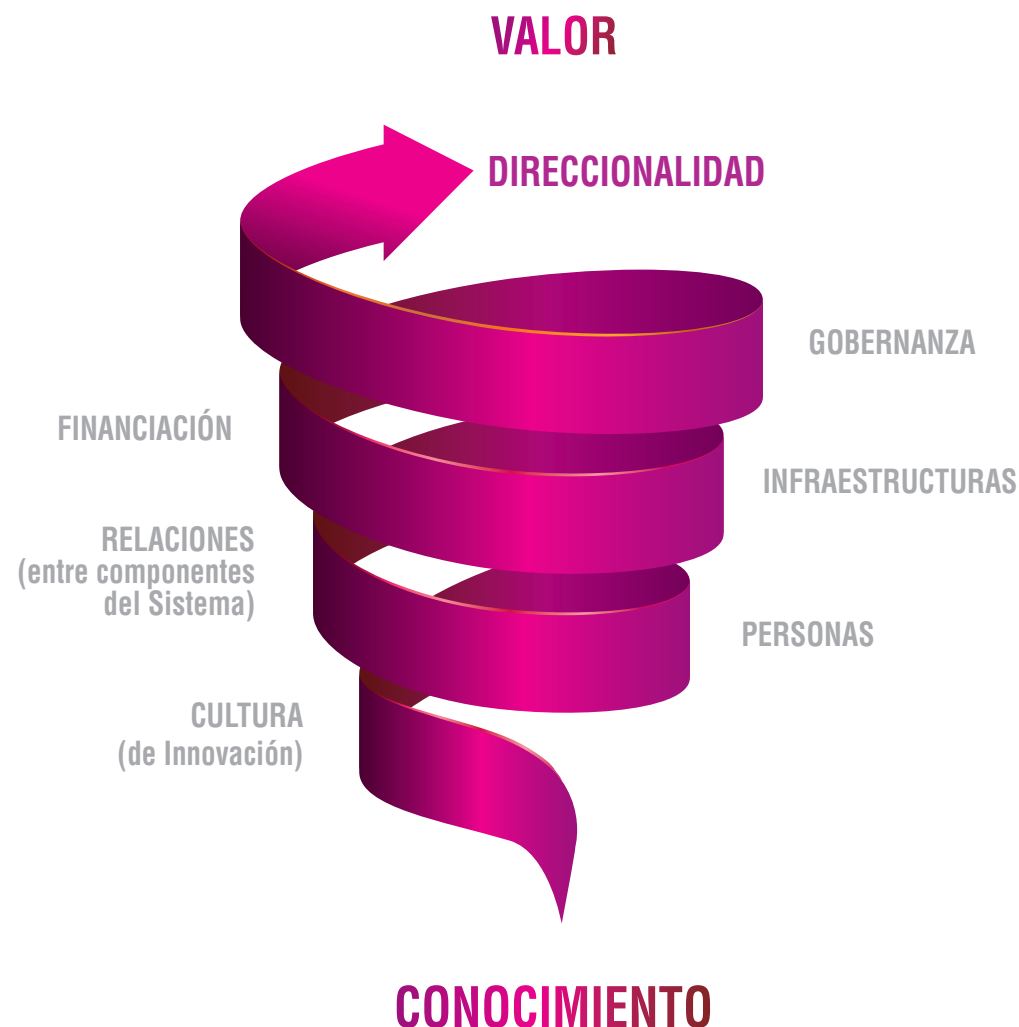 VALOR
DIRECCIONALIDAD
GOBERNANZA
FINANCIACIÓN
INFRAESTRUCTURAS
RELACIONES
(entre componentes
del Sistema)
PERSONAS
CULTURA
(de Innovación)
CONOCIMIENTO